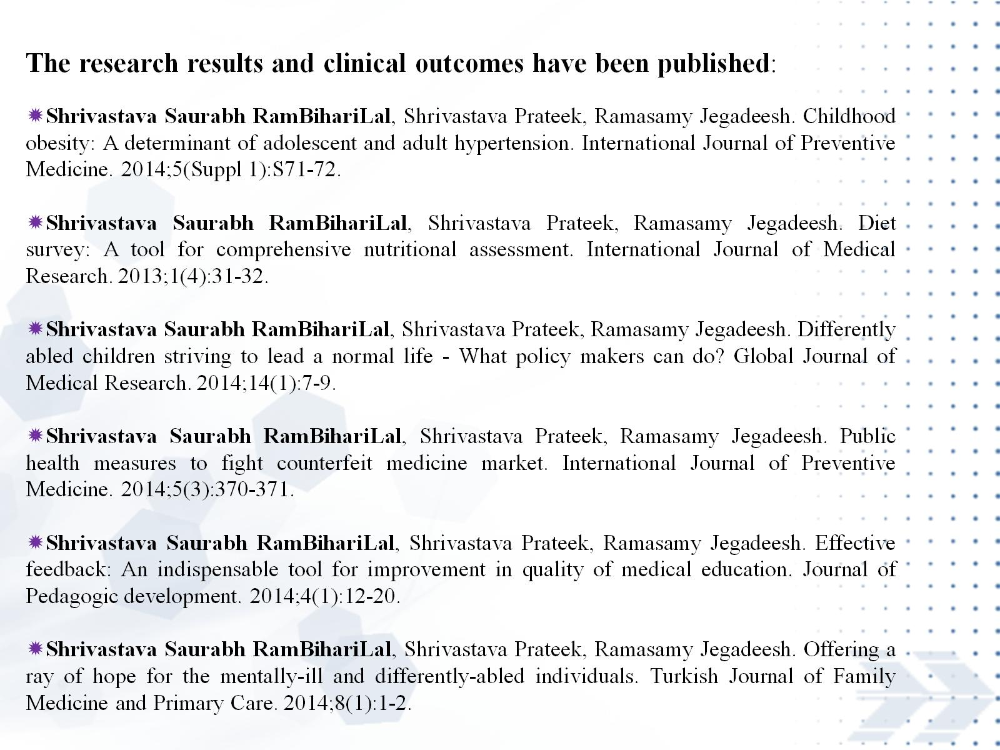 The research results and clinical outcomes have been published:
✹Shrivastava Saurabh RamBihariLal, Shrivastava Prateek, Ramasamy Jegadeesh. Childhood
obesity: A determinant of adolescent and adult hypertension. International Journal of Preventive
Medicine. 2014;5(Suppl 1):S71-72.
✹Shrivastava Saurabh RamBihariLal, Shrivastava Prateek, Ramasamy Jegadeesh. Diet
survey: A tool for comprehensive nutritional assessment. International Journal of Medical
Research. 2013;1(4):31-32.
✹Shrivastava Saurabh RamBihariLal, Shrivastava Prateek, Ramasamy Jegadeesh. Differently
abled children striving to lead a normal life - What policy makers can do? Global Journal of
Medical Research. 2014;14(1):7-9.
✹Shrivastava Saurabh RamBihariLal, Shrivastava Prateek, Ramasamy Jegadeesh. Public
health measures to fight counterfeit medicine market. International Journal of Preventive
Medicine. 2014;5(3):370-371.
✹Shrivastava Saurabh RamBihariLal, Shrivastava Prateek, Ramasamy Jegadeesh. Effective
feedback: An indispensable tool for improvement in quality of medical education. Journal of
Pedagogic development. 2014;4(1):12-20.
✹Shrivastava Saurabh RamBihariLal, Shrivastava Prateek, Ramasamy Jegadeesh. Offering a
ray of hope for the mentally-ill and differently-abled individuals. Turkish Journal of Family
Medicine and Primary Care. 2014;8(1):1-2.